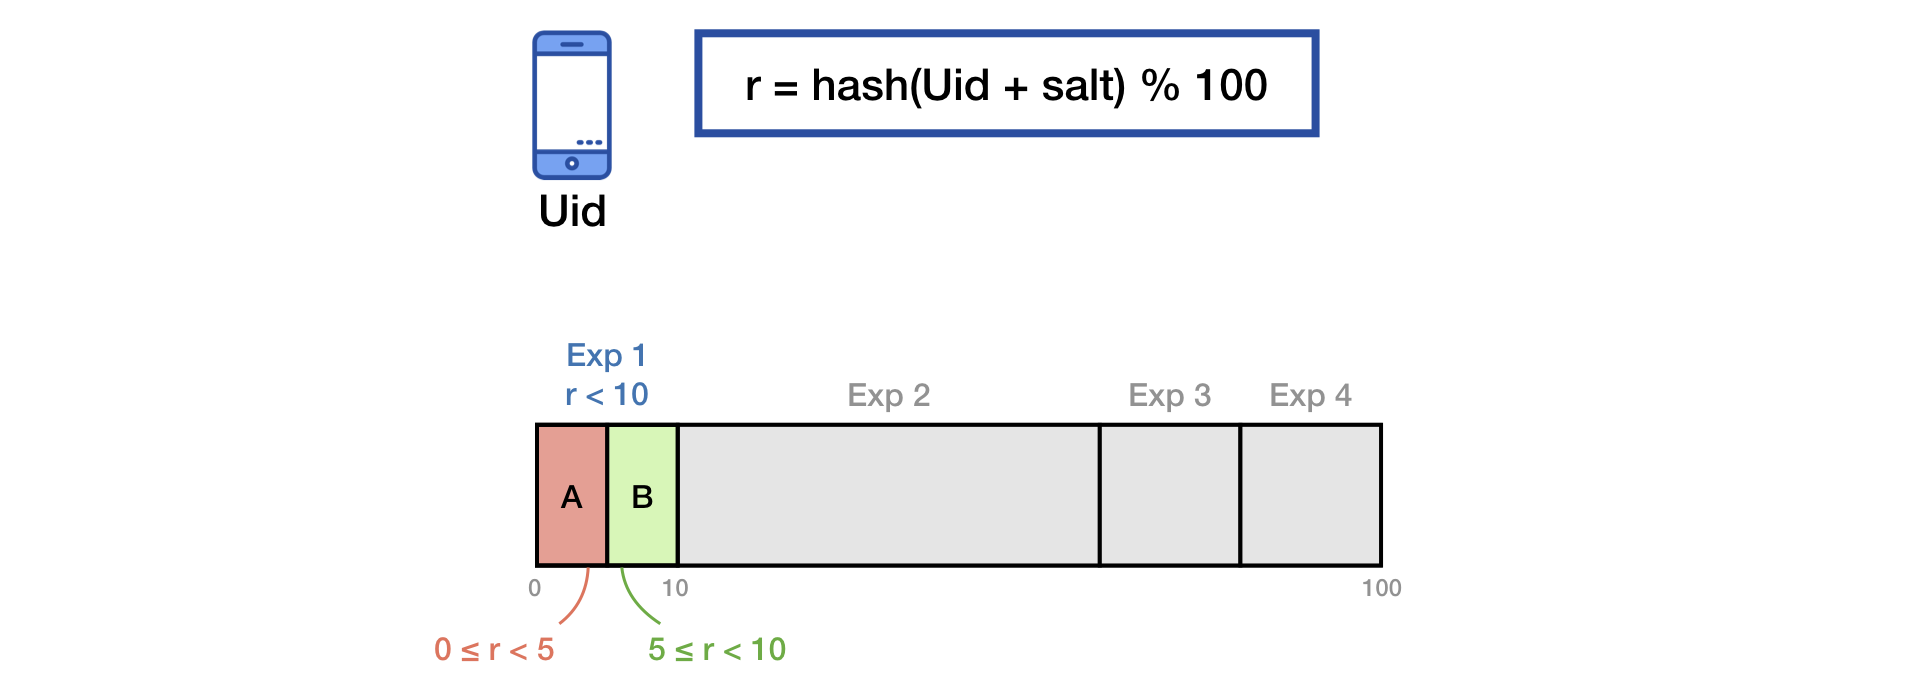 r = hash(Uid + salt) % 100
Uid
Exp 1
r < 10
Exp 2
Exp 3
Exp 4
A
B
0
10
100
0 ≤ r < 5
5 ≤ r < 10